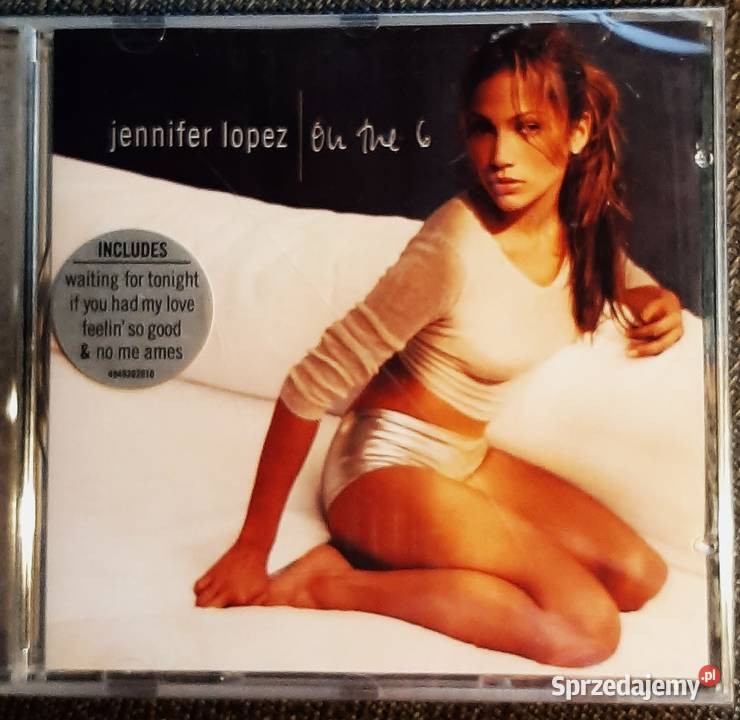 jennifer lopez | on the 6
INCLUDES
waiting for tonight
if you had my love
feelin' so good
& no me ames
4949302810
Sprzedajemy.pl